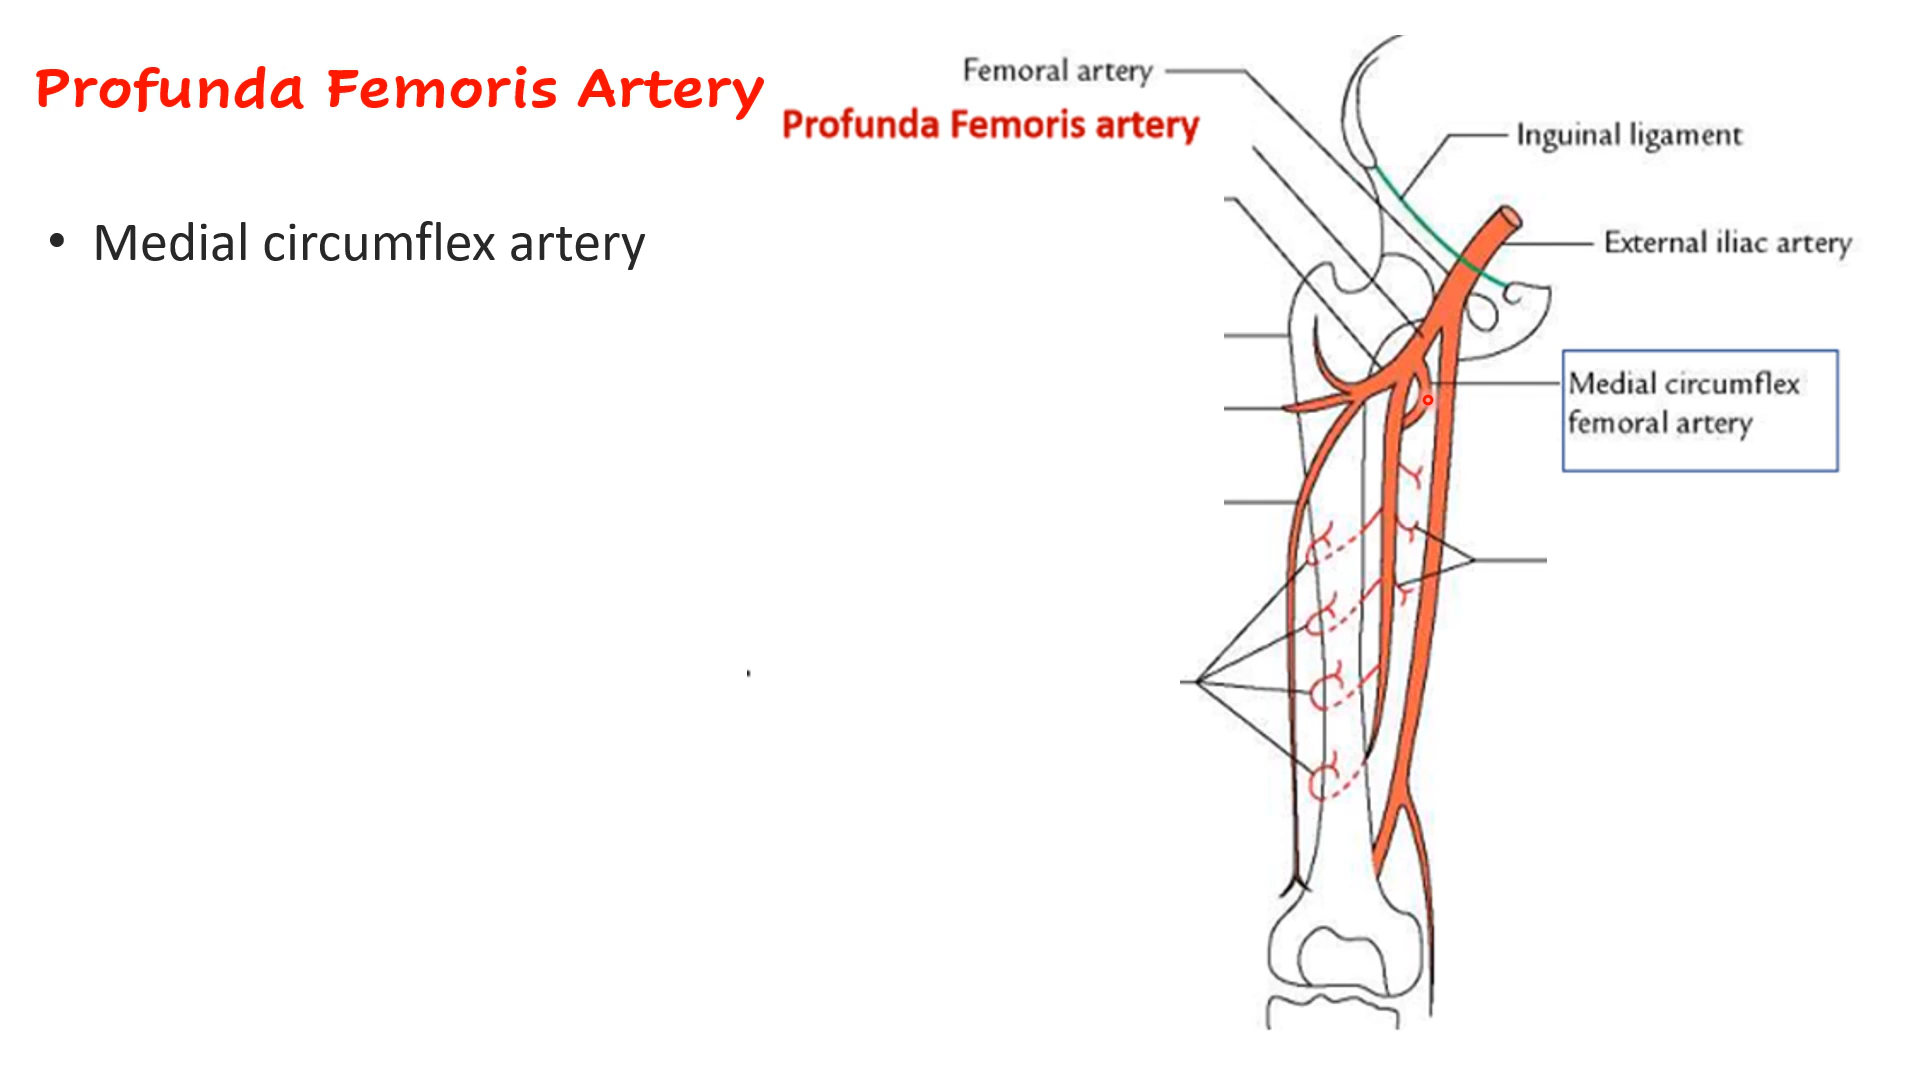 Profunda Femoris Artery
• Medial circumflex artery
Femoral artery
Profunda Femoris artery
Inguinal ligament
External iliac artery
Medial circumflex
femoral artery